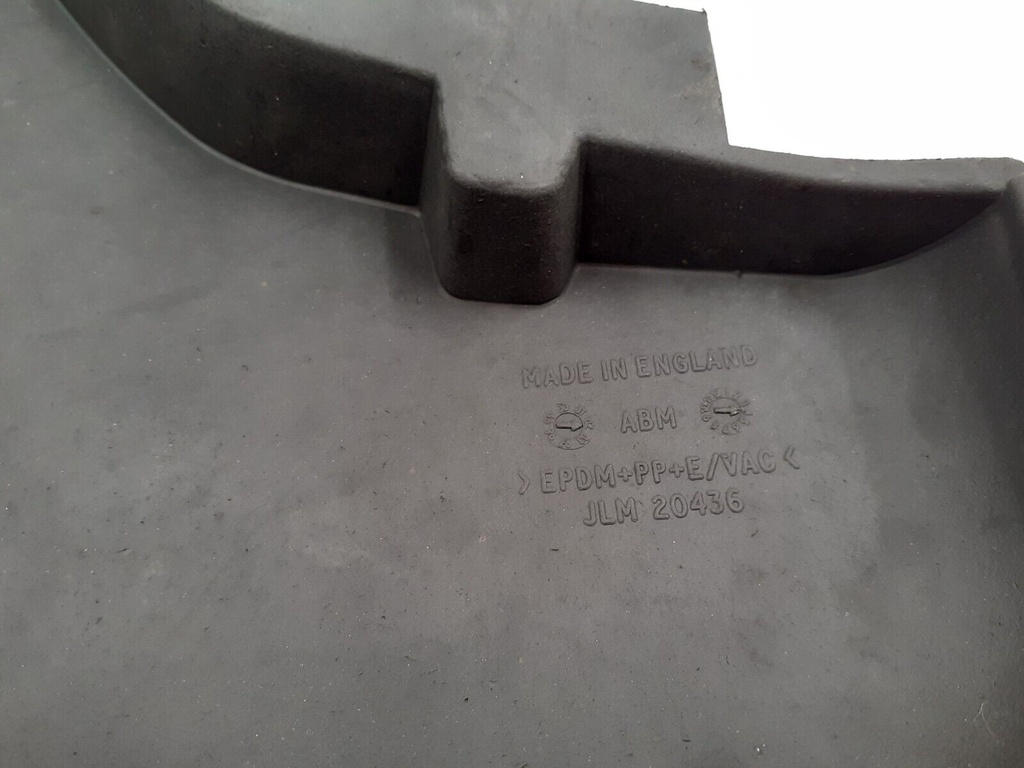 MADE IN ENGLAND
ABM
>EPDM+PP+E/VAC<
JLM 20436